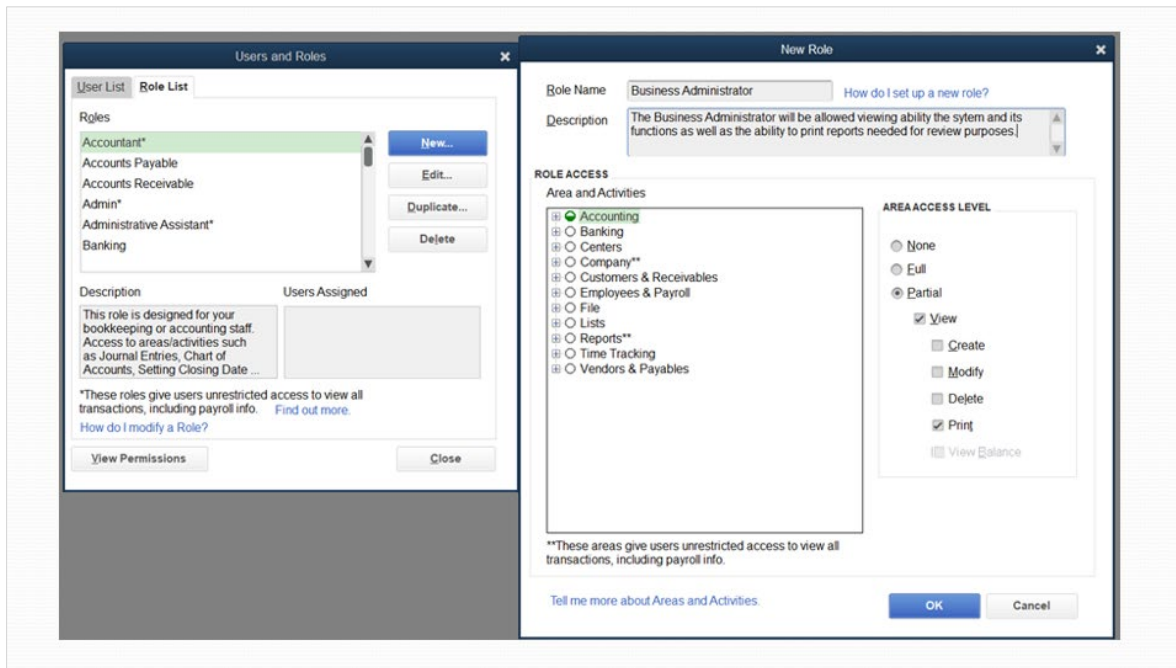 Users and Roles
User List Role List
Roles
Accountant*
Accounts Payable
Accounts Receivable
Admin*
Administrative Assistant*
Banking
New...
Edit...
Duplicate...
Delete
Description Users Assigned
This role is designed for your
bookkeeping or accounting staff.
Access to areas/activities such
as Journal Entries, Chart of
Accounts, Setting Closing Date ...
*These roles give users unrestricted access to view all
transactions, including payroll info. Find out more.
How do I modify a Role?
View Permissions Close
New Role
Role Name Business Administrator How do I set up a new role?
Description
The Business Administrator will be allowed viewing ability the sytem and its
functions as well as the ability to print reports needed for review purposes.
ROLE ACCESS
Area and Activities
Accounting
Banking
Centers
Company**
Customers & Receivables
Employees & Payroll
File
Lists
Reports**
Time Tracking
Vendors & Payables
AREA ACCESS LEVEL
None
Full
Partial
View
Create
Modify
Delete
Print
View Balance
**These areas give users unrestricted access to view all
transactions, including payroll info.
Tell me more about Areas and Activities.
OK Cancel